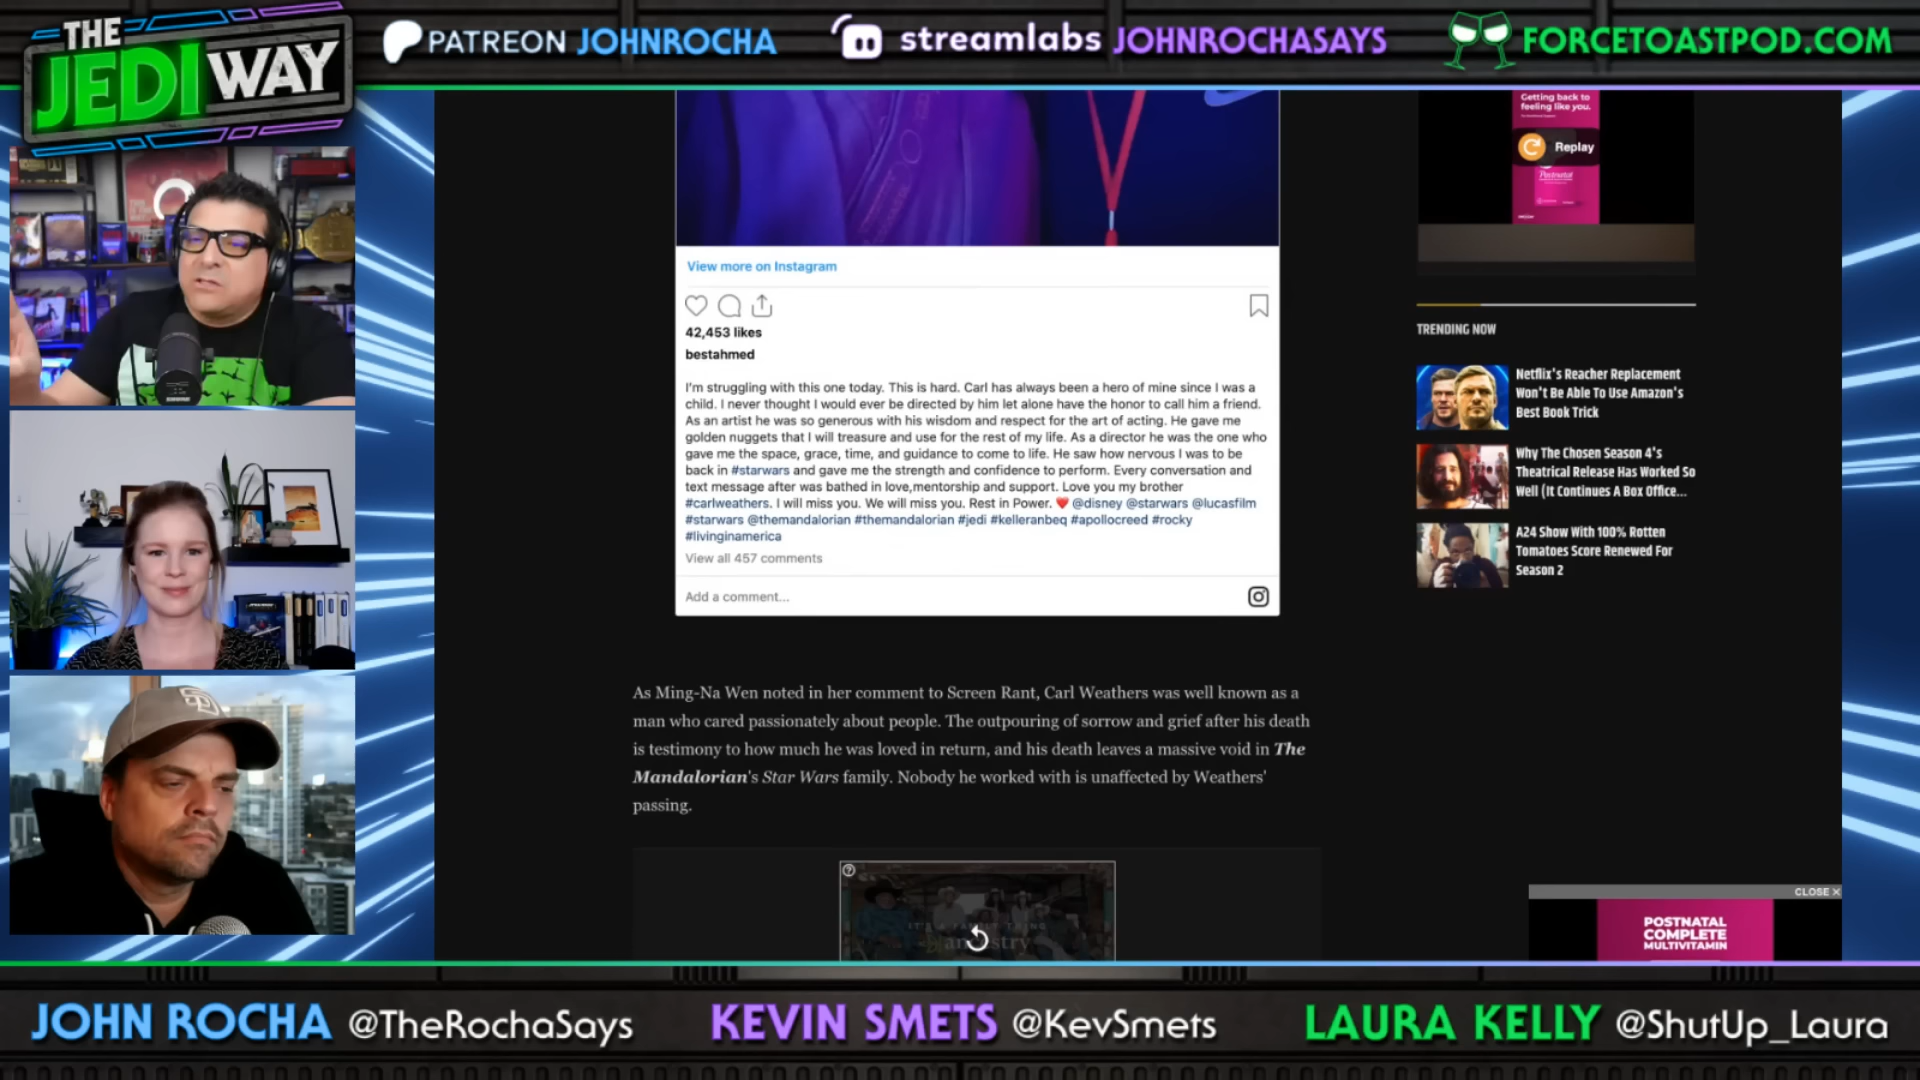 THE
JEDI WAY
PATREON JOHNROCHA
streamlabs JOHNROCHASAYS
FORCETOASTPOD.COM
Getting back to
feeling like you.
Replay
Postnatal
View more on Instagram
42,453 likes
bestahmed
I'm struggling with this one today. This is hard. Carl has always been a hero of mine since I was a
child. I never thought I would ever be directed by him let alone have the honor to call him a friend.
As an artist he was so generous with his wisdom and respect for the art of acting. He gave me
golden nuggets that I will treasure and use for the rest of my life. As a director he was the one who
gave me the space, grace, time, and guidance to come to life. He saw how nervous I was to be
back in #starwars and gave me the strength and confidence to perform. Every conversation and
text message after was bathed in love,mentorship and support. Love you my brother
#carlweathers. I will miss you. We will miss you. Rest in Power. ❤️ @disney @starwars @lucasfilm
#starwars @themandalorian #themandalorian #jedi #kelleranbeq #apollocreed #rocky
#livinginamerica
View all 457 comments
Add a comment...
TRENDING NOW
Netflix's Reacher Replacement
Won't Be Able To Use Amazon's
Best Book Trick
Why The Chosen Season 4's
Theatrical Release Has Worked So
Well (It Continues A Box Office...
A24 Show With 100% Rotten
Tomatoes Score Renewed For
Season 2
As Ming-Na Wen noted in her comment to Screen Rant, Carl Weathers was well known as a
man who cared passionately about people. The outpouring of sorrow and grief after his death
is testimony to how much he was loved in return, and his death leaves a massive void in The
Mandalorian's Star Wars family. Nobody he worked with is unaffected by Weathers'
passing.
IT'S A FAMILY THING
ancestry
CLOSE X
POSTNATAL
COMPLETE
MULTIVITAMIN
JOHN ROCHA @TheRochaSays
KEVIN SMETS @KevSmets
LAURA KELLY @ShutUp_Laura